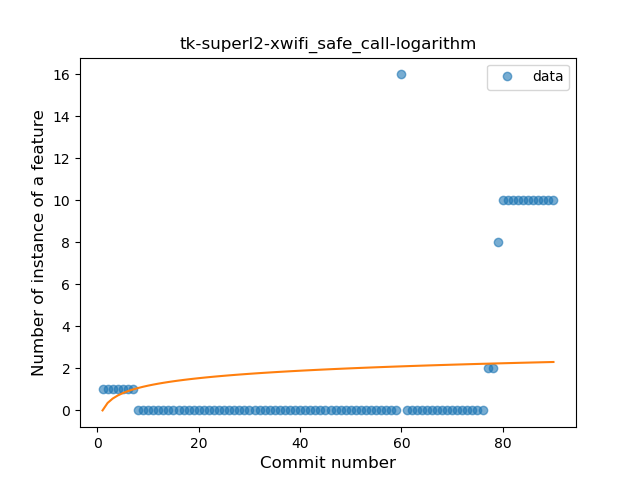 tk-superl2-xwifi_safe_call-logarithm
data
Number of instance of a feature
16
14
12
10
8
6
4
2
0
0 20 40 60 80
Commit number